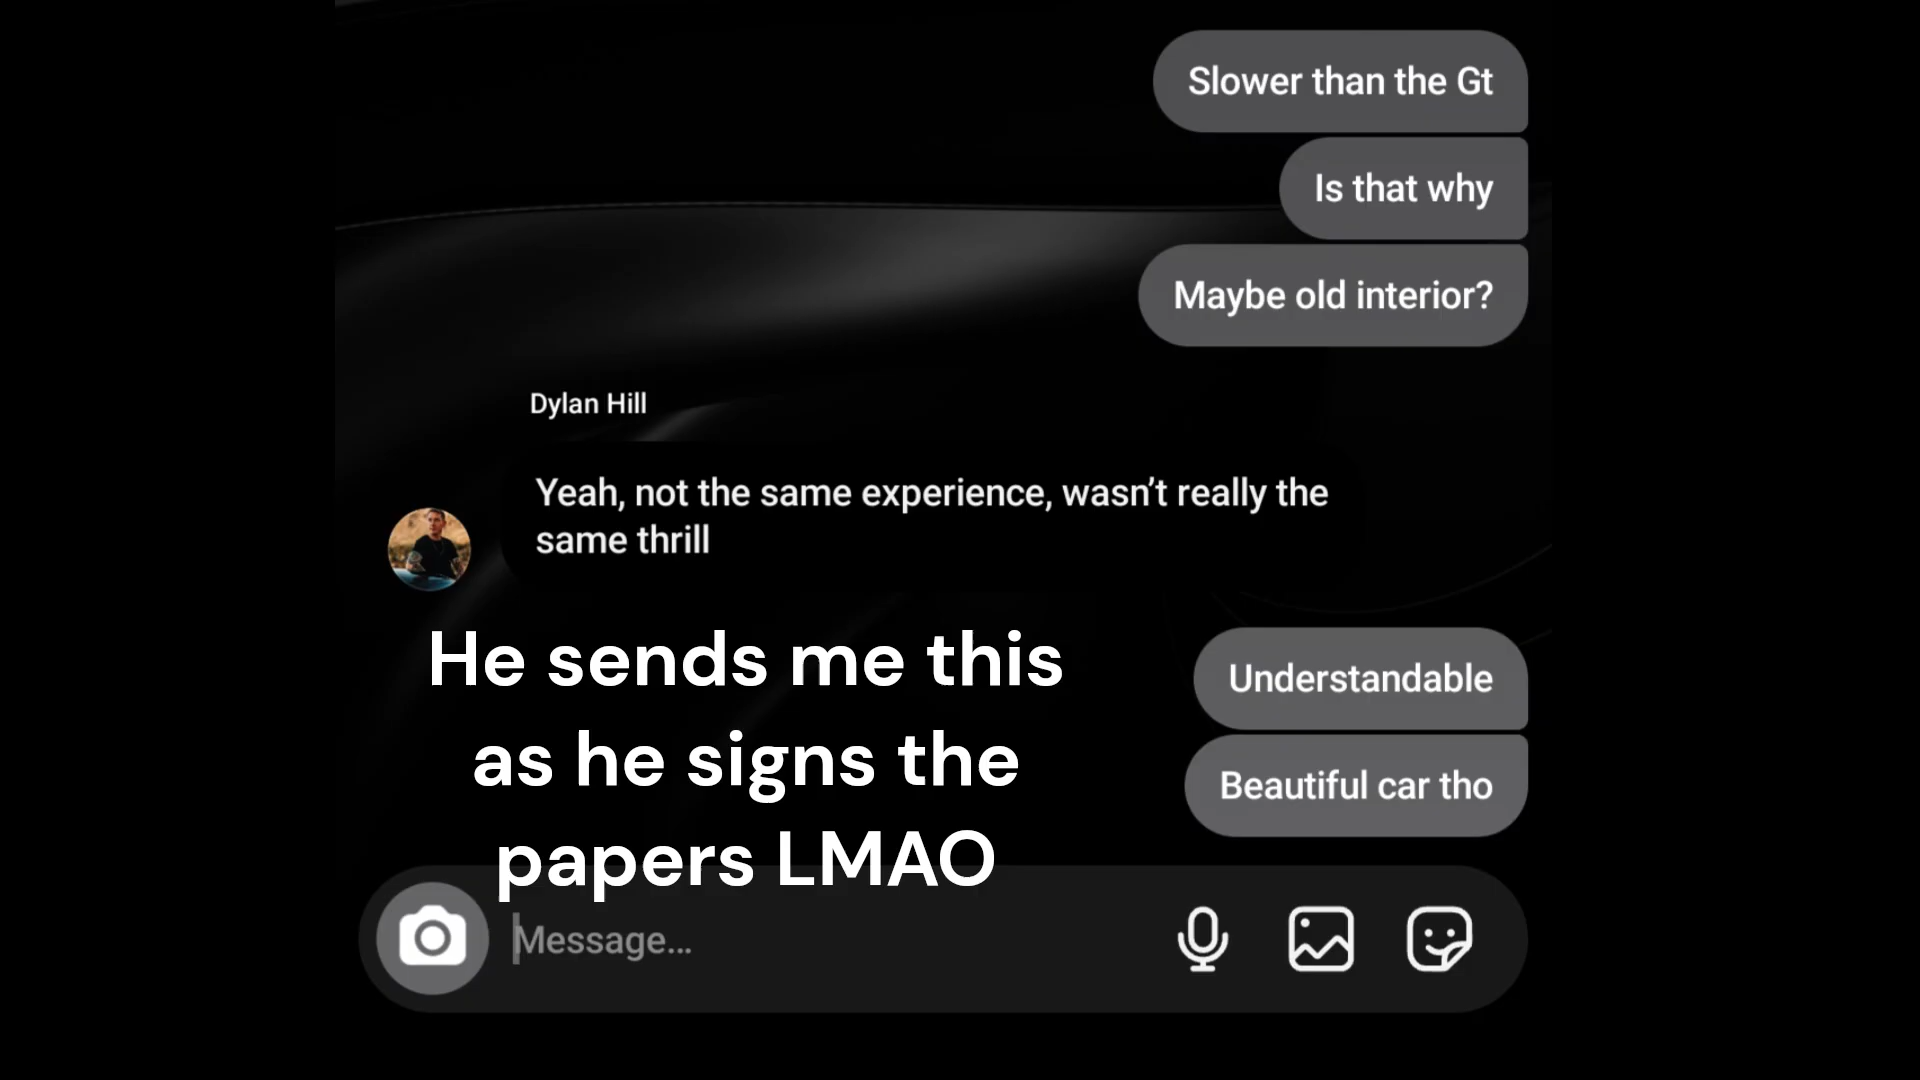 Slower than the Gt
Is that why
Maybe old interior?
Dylan Hill
Yeah, not the same experience, wasn’t really the
same thrill
He sends me this
as he signs the
papers LMAO
Understandable
Beautiful car tho
Message...